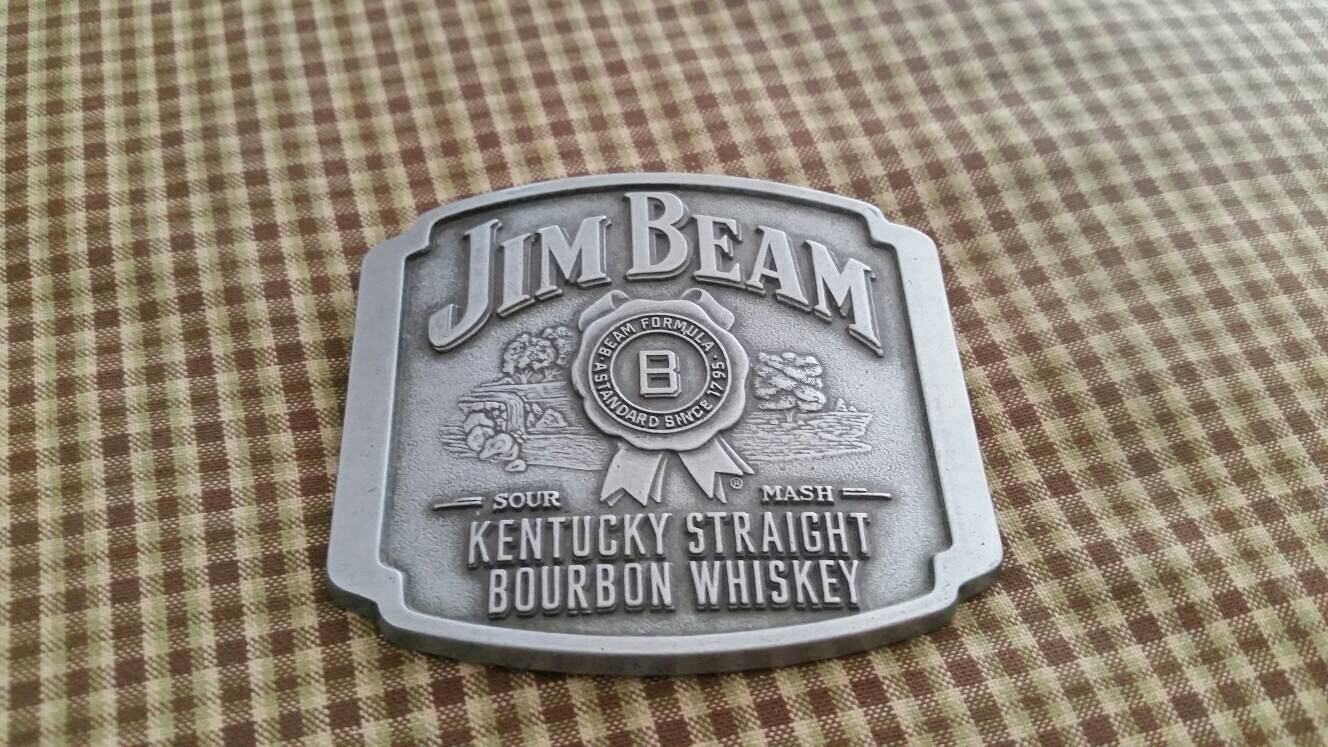 JIM BEAM
BEAM FORMULA
B
· A STANDARD SINCE 1795 ·
®
SOUR MASH
KENTUCKY STRAIGHT
BOURBON WHISKEY